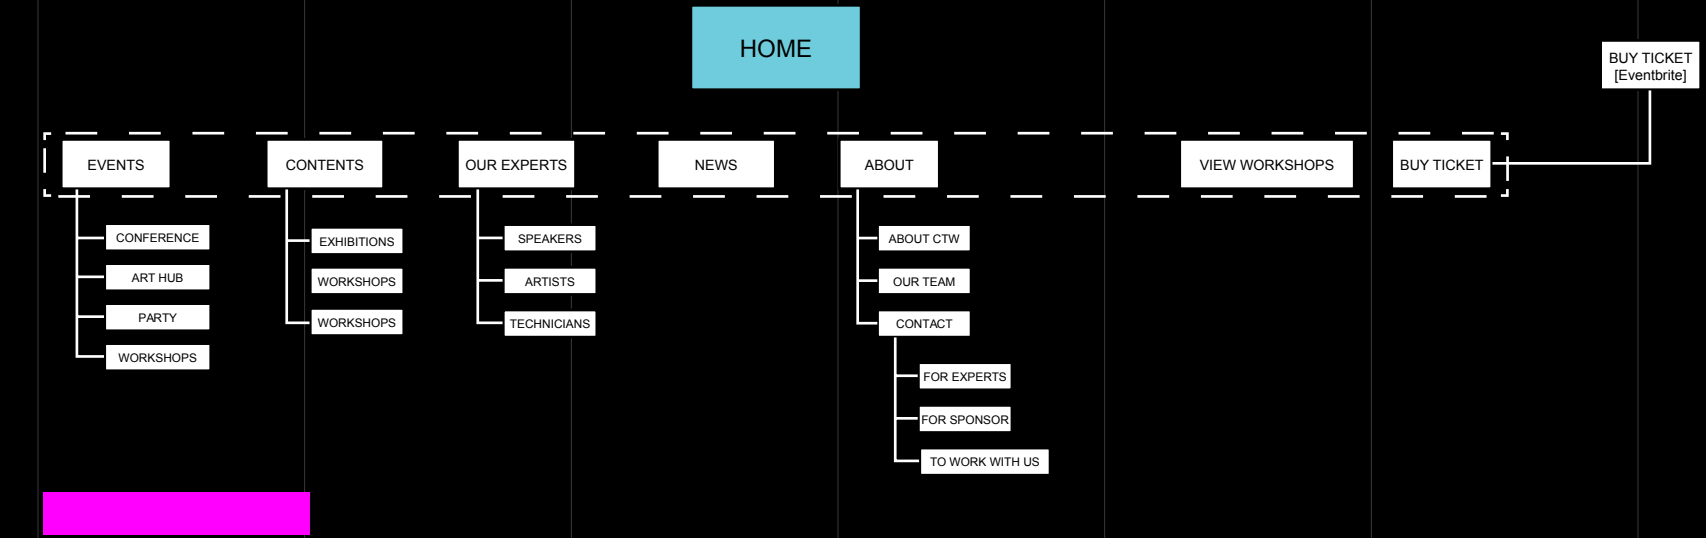 HOME
BUY TICKET
[Eventbrite]
EVENTS
CONTENTS
OUR EXPERTS
NEWS
ABOUT
VIEW WORKSHOPS
BUY TICKET
CONFERENCE
ART HUB
PARTY
WORKSHOPS
EXHIBITIONS
WORKSHOPS
WORKSHOPS
SPEAKERS
ARTISTS
TECHNICIANS
ABOUT CTW
OUR TEAM
CONTACT
FOR EXPERTS
FOR SPONSOR
TO WORK WITH US